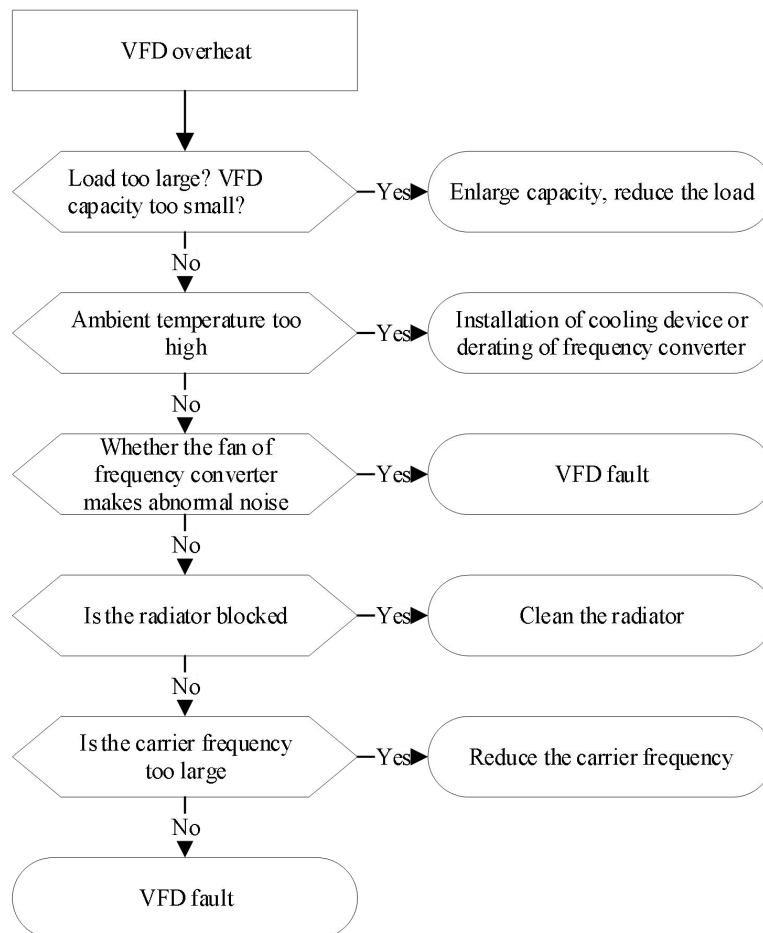 VFD overheat
Load too large? VFD
capacity too small?
Yes
Enlarge capacity, reduce the load
No
Ambient temperature too
high
Yes
Installation of cooling device or
derating of frequency converter
No
Whether the fan of
frequency converter
makes abnormal noise
Yes
VFD fault
No
Is the radiator blocked
Yes
Clean the radiator
No
Is the carrier frequency
too large
Yes
Reduce the carrier frequency
No
VFD fault